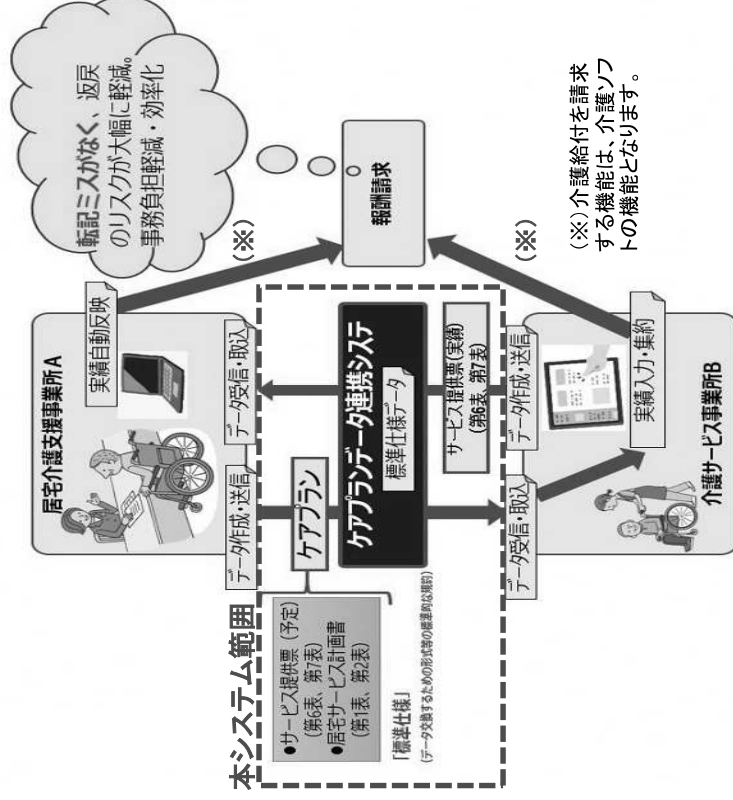 転記ミスがなく、返戻
のリスクが大幅に軽減。
事務負担軽減・効率化
居宅介護支援事業所A
実績自動反映
(※)
データ作成・送信
データ受信・取込
本システム範囲
●サービス提供票（予定）
(第6表、第7表)
●居宅サービス計画書
(第1表、第2表)
ケアプラン
「標準仕様」
(データ交換するための形式等の標準的な規約)
ケアプランデータ連携システ
標準仕様データ
報酬請求
サービス提供票(実績)
(第6表、第7表)
データ受信・取込
データ作成・送信
(※)
実績入力・集約
介護サービス事業所B
(※)介護給付を請求
する機能は、介護ソフ
トの機能となります。